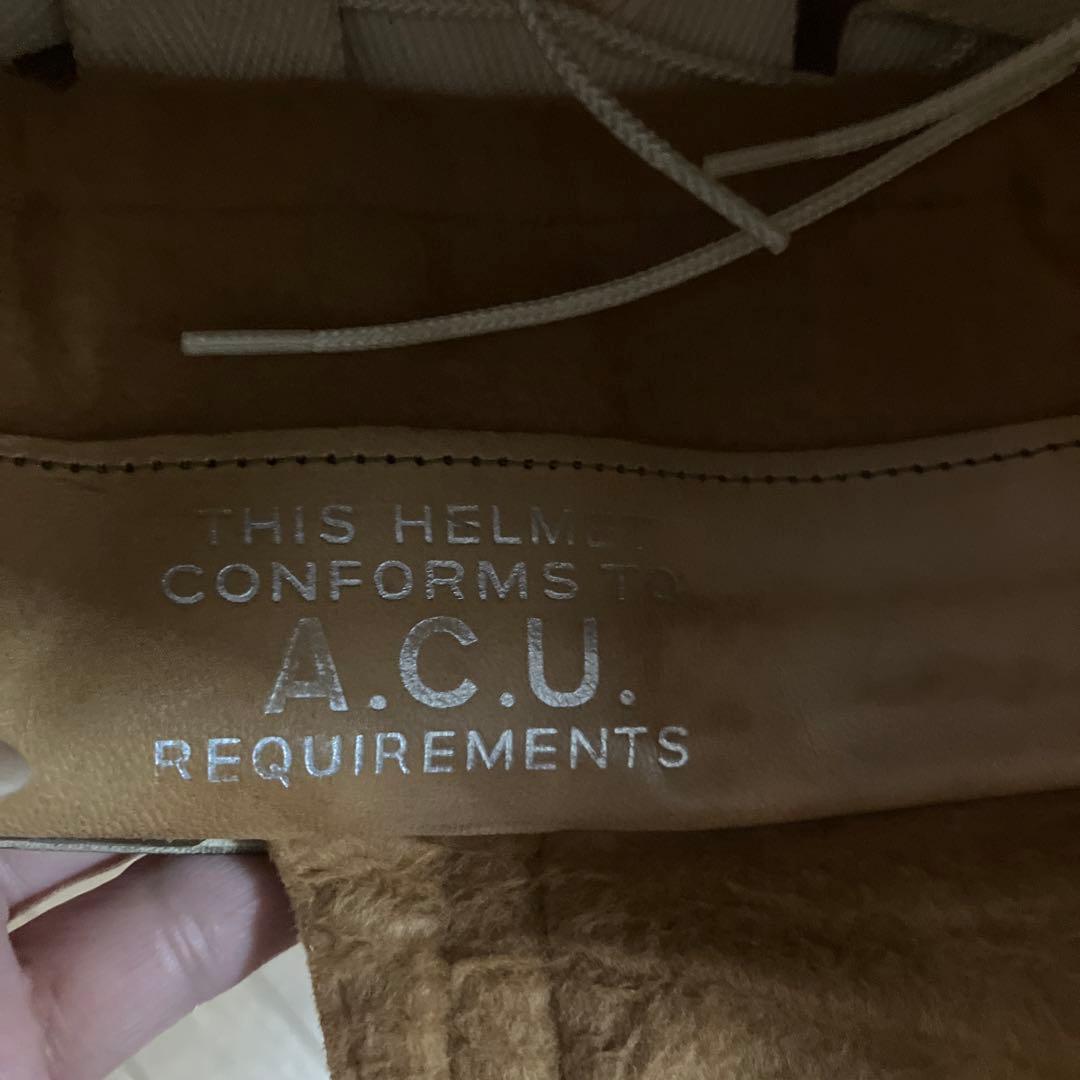 THIS HELMET
CONFORMS TO
A.C.U.
REQUIREMENTS